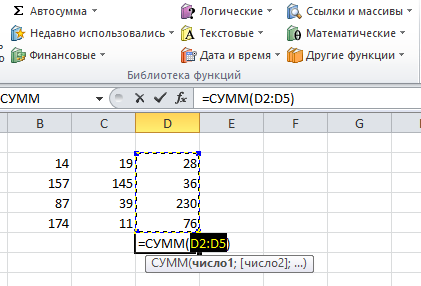 Σ Автосумма Логические Ссылки и массивы
Недавно использовались Текстовые Математические
Финансовые Дата и время Другие функции
Библиотека функций
СУММ fx =СУММ(D2:D5)
B C D E F G
14 19 28
157 145 36
87 39 230
174 11 76
=СУММ(D2:D5)
СУММ(число1; [число2]; ...)